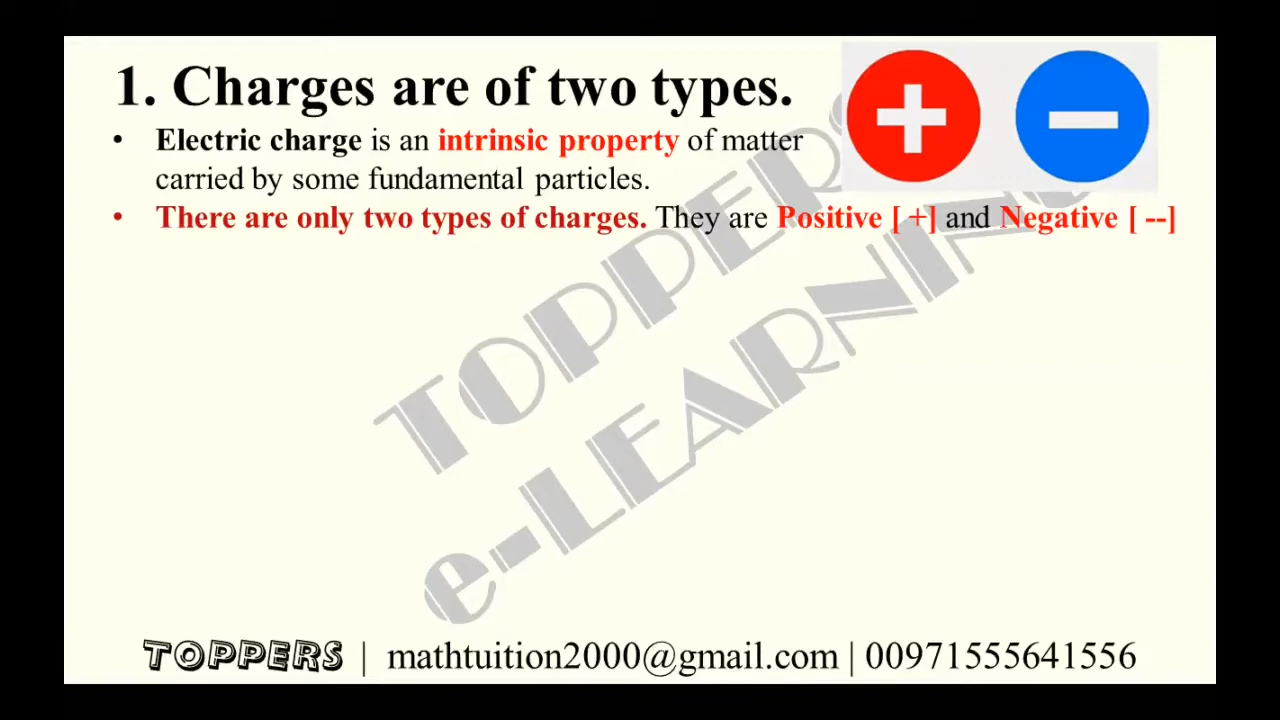 1. Charges are of two types.
• Electric charge is an intrinsic property of matter
carried by some fundamental particles.
• There are only two types of charges. They are Positive [ +] and Negative [ --]
TOPPERS
e-LEARNING
TOPPERS | mathtuition2000@gmail.com | 00971555641556